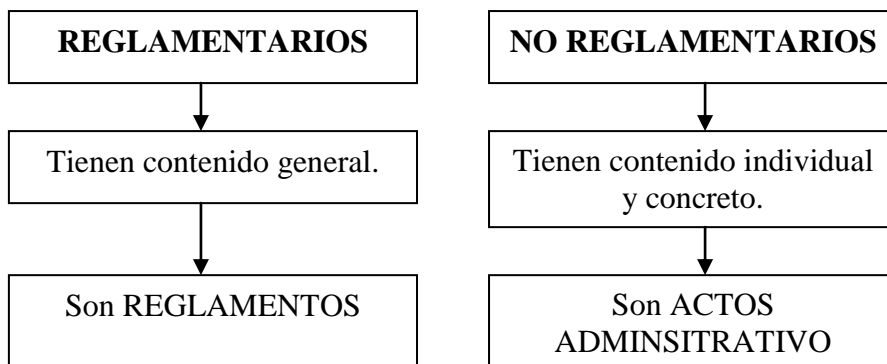 REGLAMENTARIOS
Tienen contenido general.
Son REGLAMENTOS
NO REGLAMENTARIOS
Tienen contenido individual
y concreto.
Son ACTOS
ADMINSITRATIVO